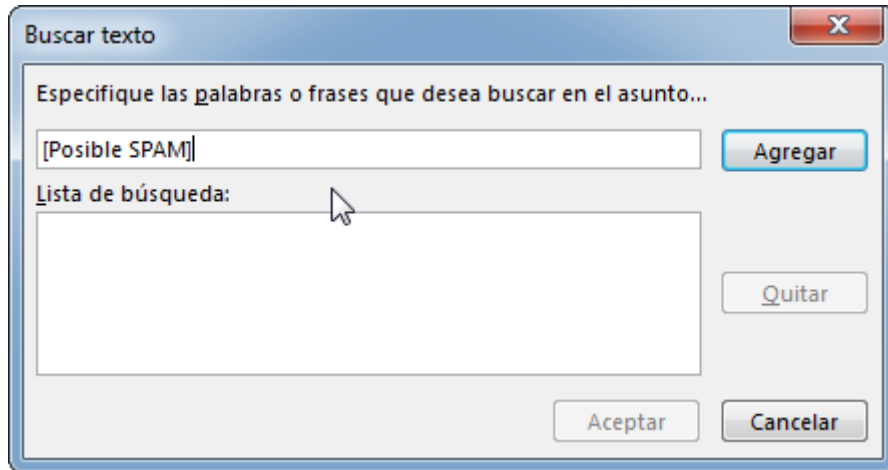 Buscar texto
Especifique las palabras o frases que desea buscar en el asunto...
[Posible SPAM]
Agregar
Lista de búsqueda:
Quitar
Aceptar
Cancelar